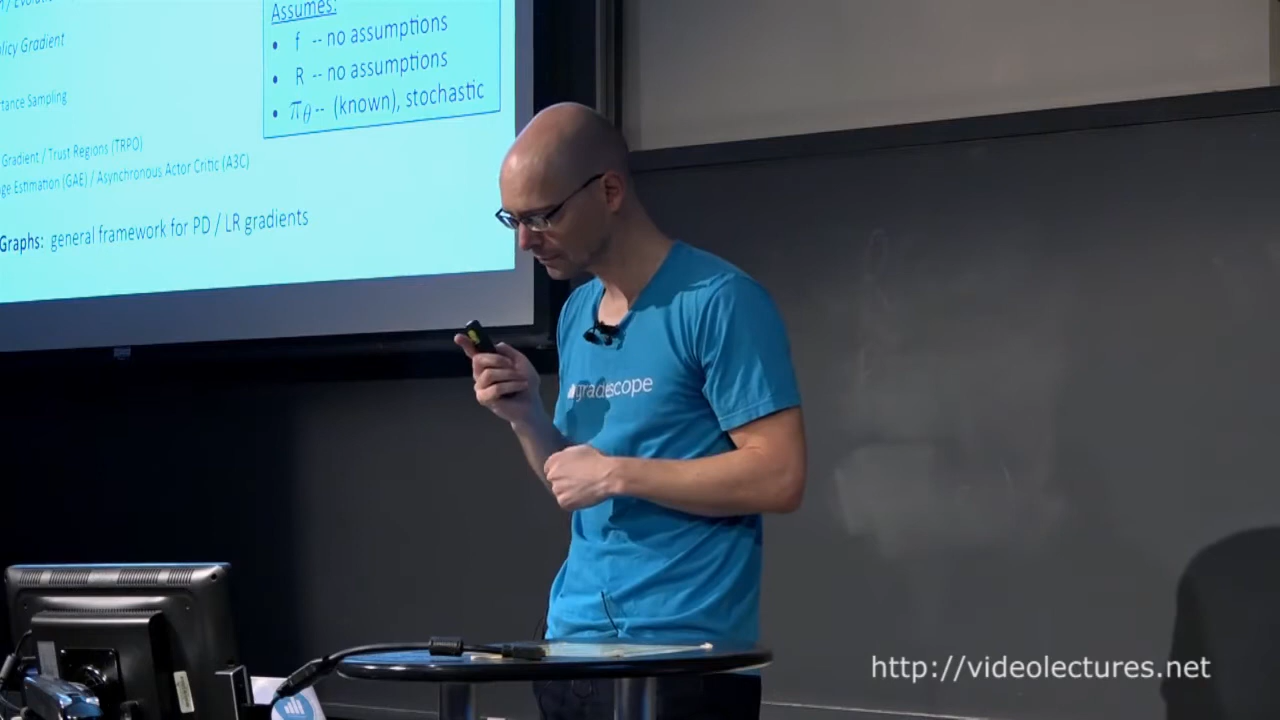 Assumes:
• f -- no assumptions
• R -- no assumptions
• πθ -- (known), stochastic
licy Gradient
tance Sampling
Gradient / Trust Regions (TRPO)
ge Estimation (GAE) / Asynchronous Actor Critic (A3C)
Graphs: general framework for PD / LR gradients
gradescope
http://videolectures.net